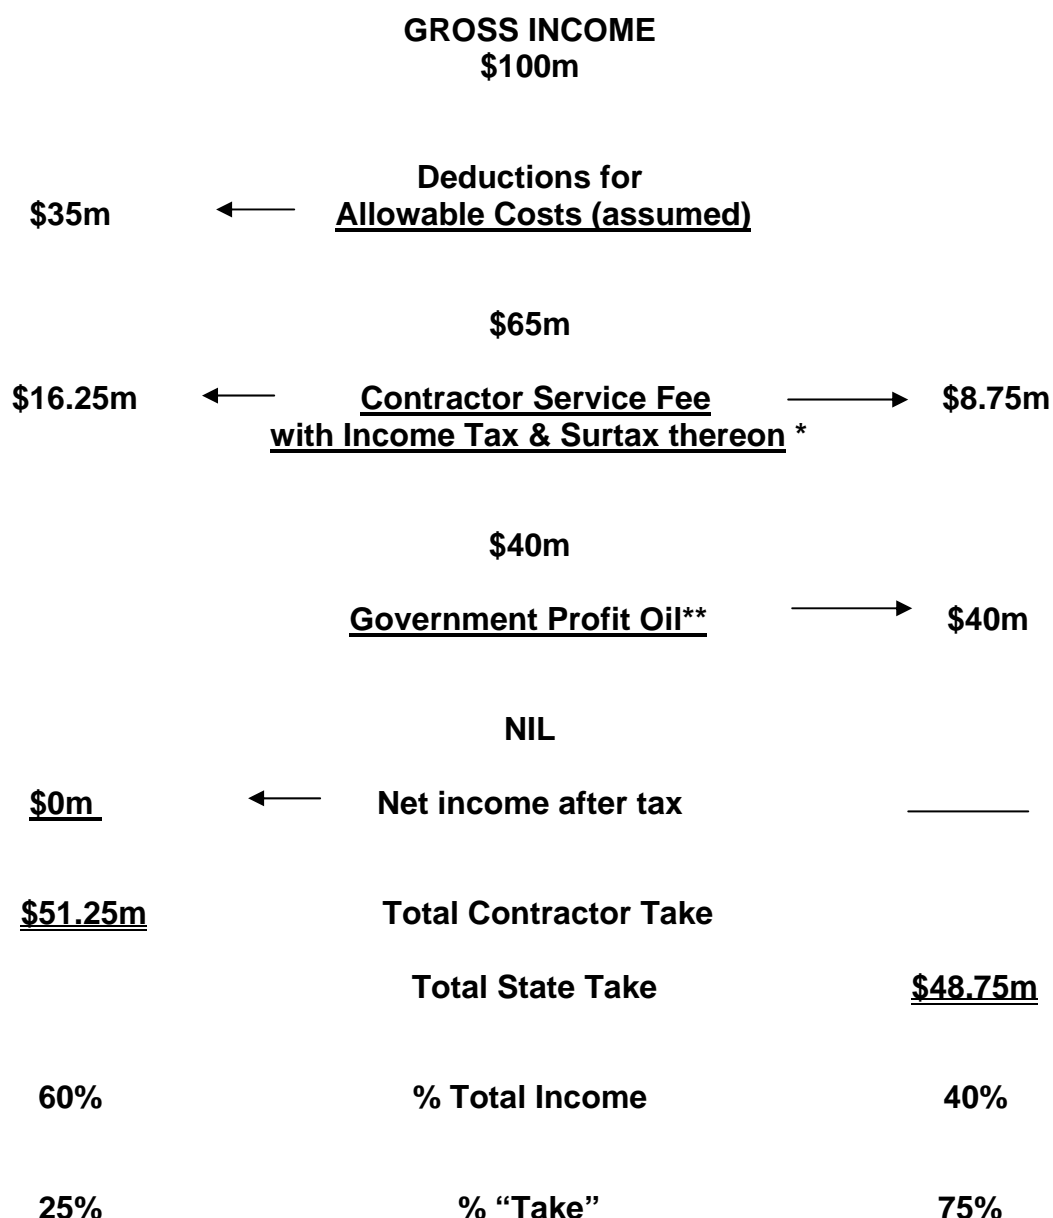 GROSS INCOME
$100m
Deductions for
$35m Allowable Costs (assumed)
$65m
$16.25m Contractor Service Fee $8.75m
with Income Tax & Surtax thereon *
$40m
Government Profit Oil** $40m
NIL
$0m Net income after tax
$51.25m Total Contractor Take
Total State Take $48.75m
60% % Total Income 40%
25% % “Take” 75%